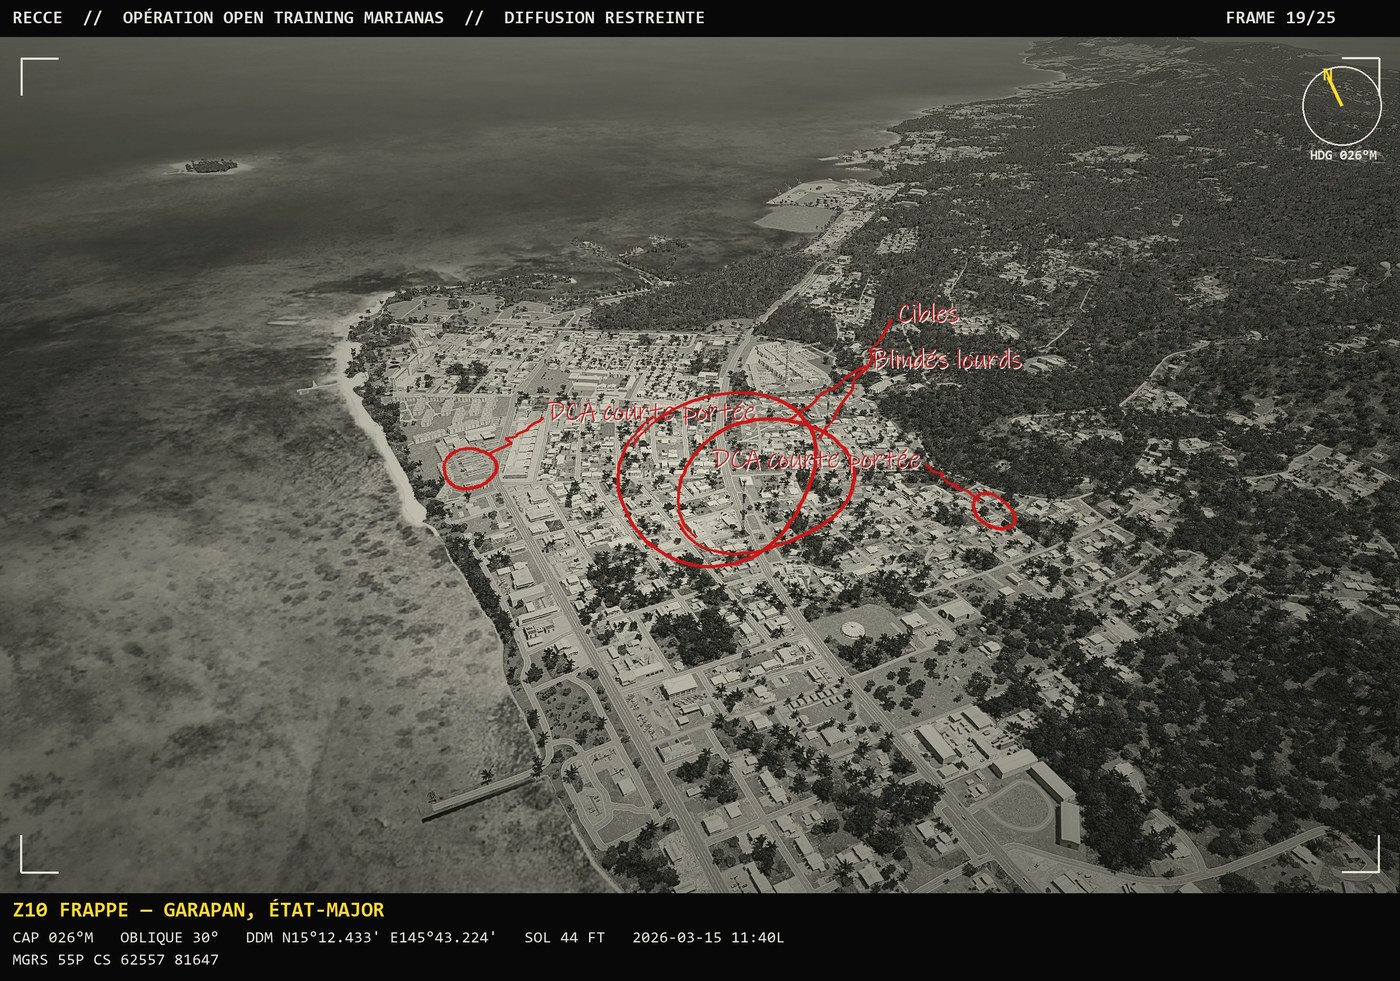 RECCE // OPÉRATION OPEN TRAINING MARIANAS // DIFFUSION RESTREINTE
FRAME 19/25
N
HDG 026°M
Cibles
Blindés lourds
DCA courte portée
DCA courte portée
Z10 FRAPPE — GARAPAN, ÉTAT-MAJOR
CAP 026°M OBLIQUE 30° DDM N15°12.433' E145°43.224' SOL 44 FT 2026-03-15 11:40L
MGRS 55P CS 62557 81647